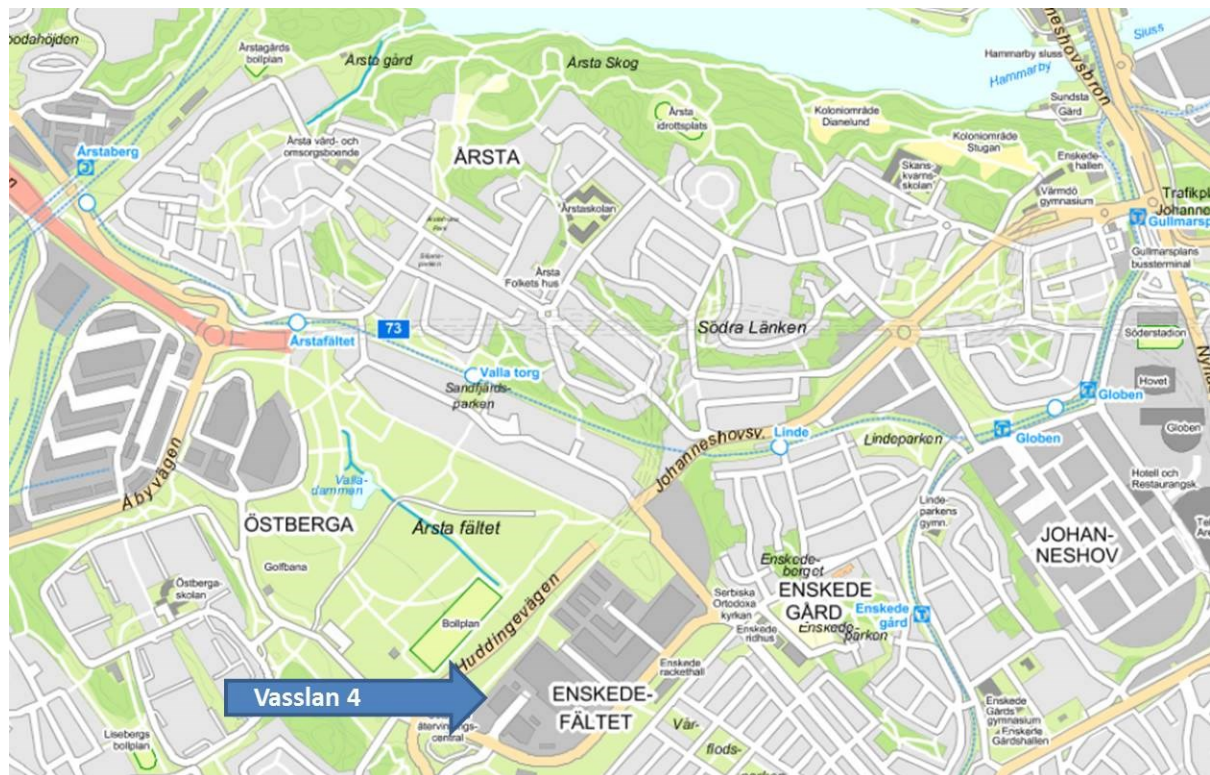 Årstagårds
bollplan
Årsta gård
Årsta Skog
Hammarby sluss
Hammarby
Sluss
Sundsta
Gård
Årsta
idrottsplats
Koloniområde
Dianelund
Koloniområde
Stugan
Enskede-
hallen
Årsta vård- och
omsorgsboende
Årstaberg
ÅRSTA
Skans-
kvarns-
skolan
Värmdö
gymnasium
Årstaskolan
Gullmarsplans
bussterminal
Årsta
Folkets hus
73
Årstafältet
Södra Länken
Söderstadion
Valla torg
Sandfjärds-
parken
Hovet
Globen
Globen
Globen
Johanneshovsv.
Linde
Lindeparken
Hotell och
Restaurangsk.
Åbyvägen
Valla-
dammen
ÖSTBERGA
Årsta fältet
Linde-
parkens
gymn.
JOHAN-
NESHOV
Golfbana
Östberga-
skolan
Enskede-
berget
ENSKEDE
GÅRD
Serbiska
Ortodoxa
kyrkan
Enskede
gård
Enskede
ridhus
Enskede-
parken
Bollplan
Huddingevägen
Enskede
rackethall
Vasslan 4
ENSKEDE-
FÄLTET
återvinnings-
central
Vår-
flods-
parken
Enskede
Gårds
gymnasium
Enskede
Gårdshallen
Lisebergs
bollplan